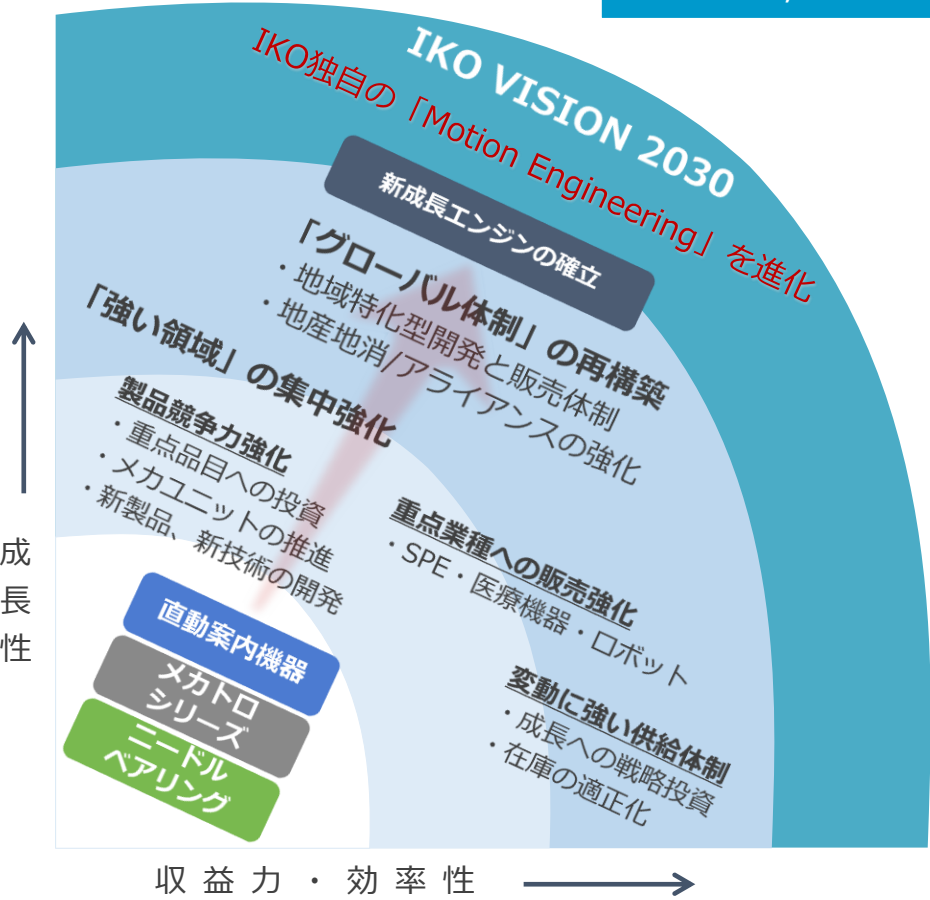 IKO VISION 2030
IKO独自の「Motion Engineering」を進化
新成長エンジンの確立
「グローバル体制」の再構築
・地域特化型開発と販売体制
・地産地消/アライアンスの強化
「強い領域」の集中強化
製品競争力強化
・重点品目への投資
・メカユニットの推進
・新製品、新技術の開発
重点業種への販売強化
・SPE・医療機器・ロボット
変動に強い供給体制
・成長への戦略投資
・在庫の適正化
直動案内機器
メカトロ
シリーズ
ニードル
ベアリング
成長性
収益力・効率性